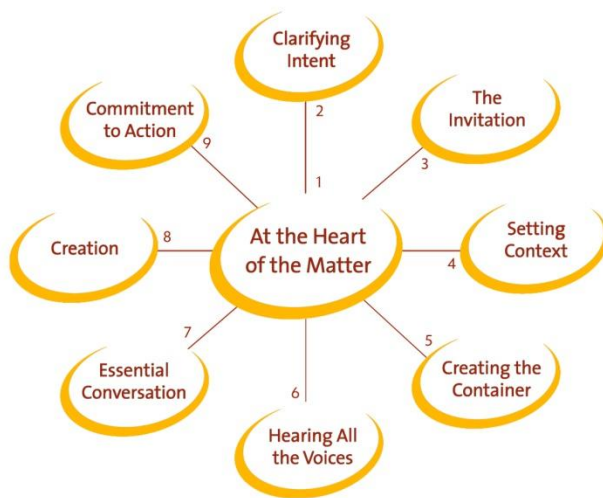 Clarifying
Intent
2
The
Invitation
3
Setting
Context
4
Creating the
Container
5
Hearing All
the Voices
6
Essential
Conversation
7
Creation
8
Commitment
to Action
9
1
At the Heart
of the Matter